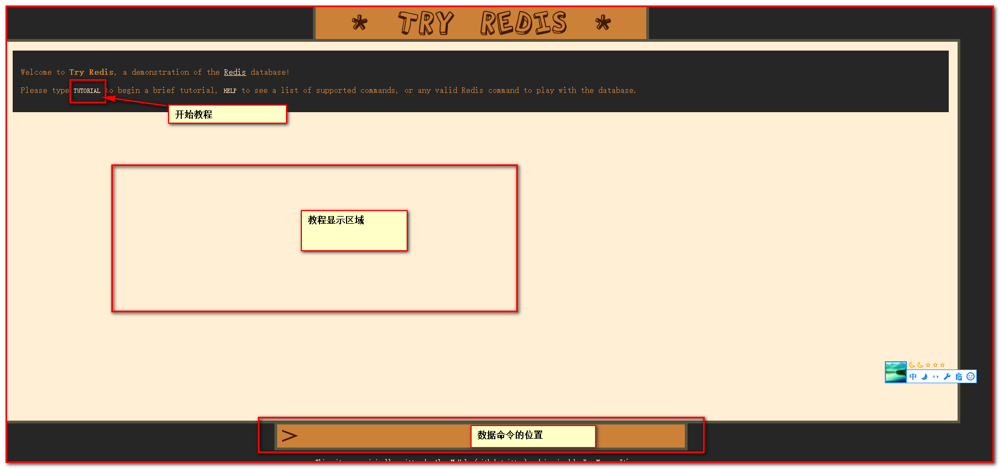 * TRY REDIS *
Welcome to Try Redis, a demonstration of the Redis database!
Please type TUTORIAL to begin a brief tutorial, HELP to see a list of supported commands, or any valid Redis command to play with the database.
开始教程
教程显示区域
中
>
数据命令的位置